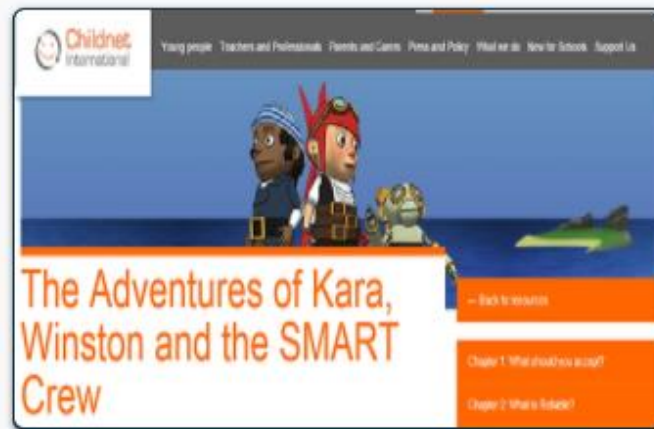 Childnet
International
Young people Teachers and Professionals Parents and Carers Press and Policy What we do New for Schools Support Us
The Adventures of Kara,
Winston and the SMART
Crew
Back to resources
Chapter 1: What should you accept?
Chapter 2: What is Reliable?